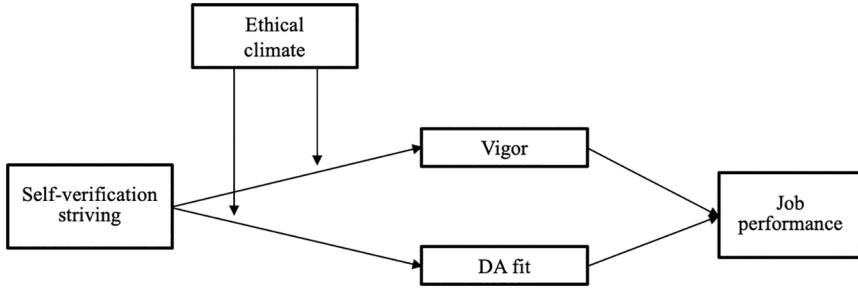 Ethical
climate
Vigor
Self-verification
striving
Job
performance
DA fit